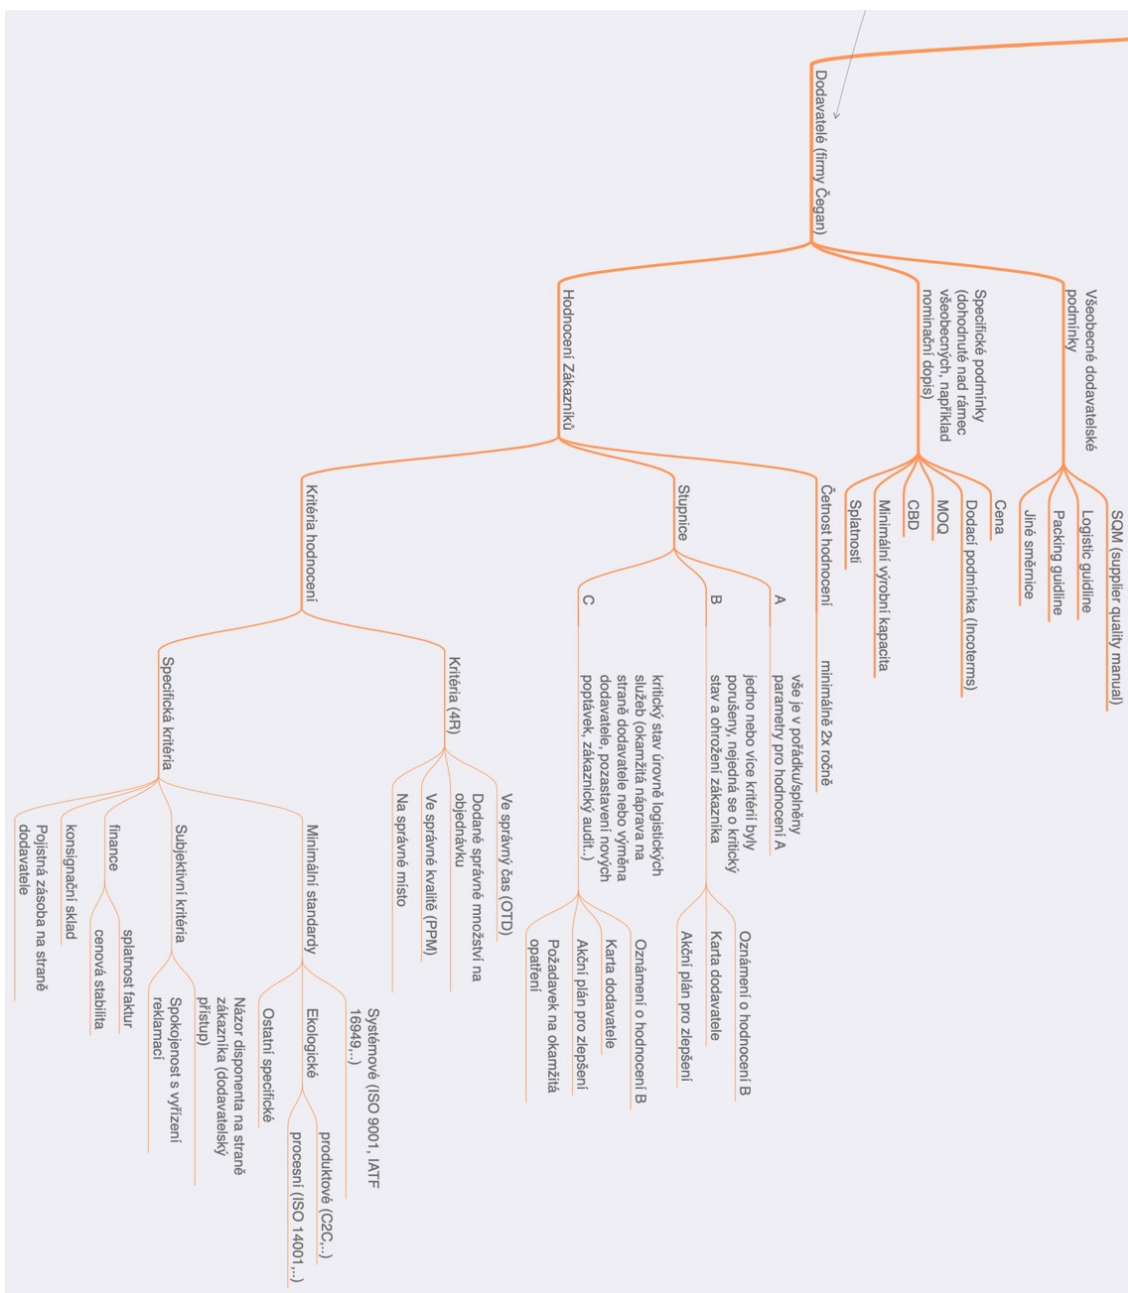 Dodavatelé (firmy Čegan)
Všeobecné dodavatelské
podmínky
SQM (supplier quality manual)
Logistic guidline
Packing guidline
Jiné směrnice
Specifické podmínky
(dohodnuté nad rámec
všeobecných, například
nominační dopis)
Cena
Dodací podmínka (Incoterms)
MOQ
CBD
Minimální výrobní kapacita
Splatnosti
Hodnocení Zákazníků
Četnost hodnocení
minimálně 2x ročně
Stupnice
A
vše je v pořádku/splněny
parametry pro hodnocení A
B
jedno nebo více kritérií byly
porušeny, nejedná se o kritický
stav a ohrožení zákazníka
Oznámení o hodnocení B
Karta dodavatele
Akční plán pro zlepšení
C
kritický stav úrovně logistických
služeb (okamžitá náprava na
straně dodavatele nebo výměna
dodavatele, pozastavení nových
poptávek, zákaznický audit..)
Oznámení o hodnocení B
Karta dodavatele
Akční plán pro zlepšení
Požadavek na okamžitá
opatření
Kritéria hodnocení
Kritéria (4R)
Ve správný čas (OTD)
Dodané správné množství na
objednávku
Ve správné kvalitě (PPM)
Na správné místo
Specifická kritéria
Minimální standardy
Systémové (ISO 9001, IATF
16949,..)
Ekologické
produktové (C2C,..)
procesní (ISO 14001,..)
Ostatní specifické
Subjektivní kritéria
Názor disponenta na straně
zákazníka (dodavatelský
přístup)
Spokojenost s vyřízení
reklamací
finance
splatnost faktur
cenová stabilita
konsignační sklad
Pojistná zásoba na straně
dodavatele